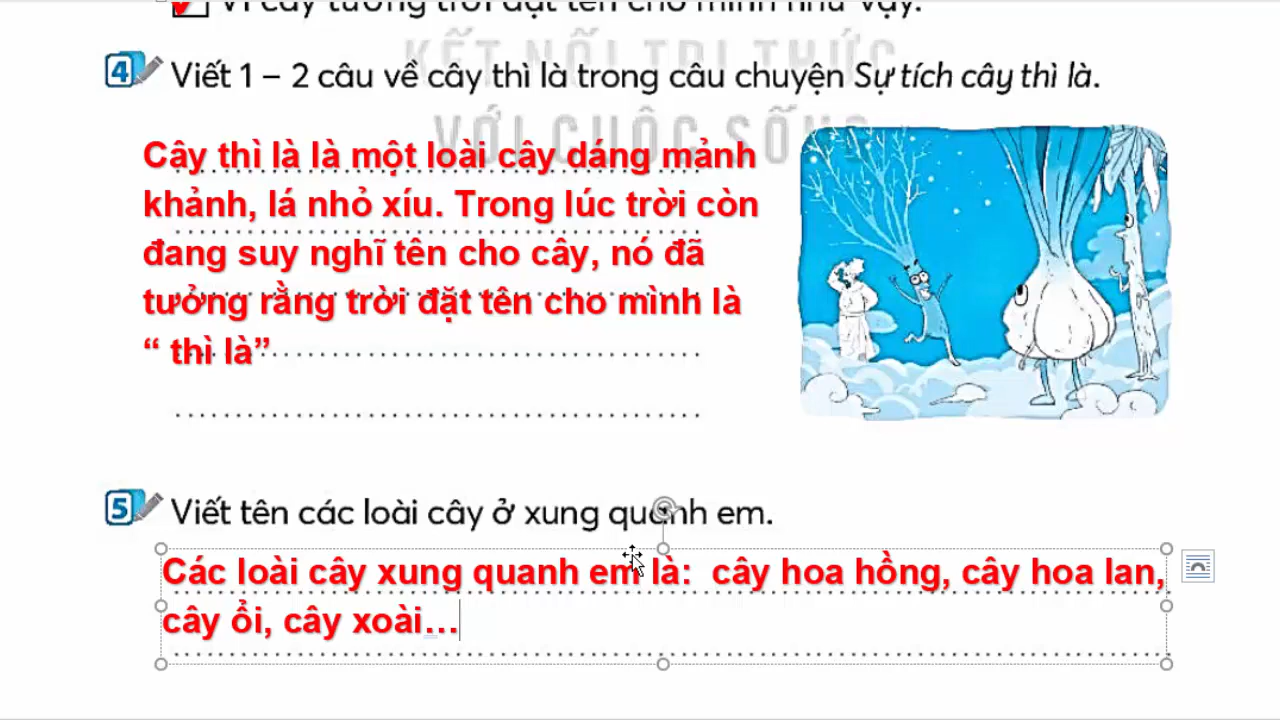 Vì cây tưởng trời đặt tên cho mình như vậy.
KẾT NỐI TRI THỨC
VỚI CUỘC SỐNG
4 Viết 1 – 2 câu về cây thì là trong câu chuyện Sự tích cây thì là.
Cây thì là là một loài cây dáng mảnh
khảnh, lá nhỏ xíu. Trong lúc trời còn
đang suy nghĩ tên cho cây, nó đã
tưởng rằng trời đặt tên cho mình là
“ thì là”
5 Viết tên các loài cây ở xung quanh em.
Các loài cây xung quanh em là: cây hoa hồng, cây hoa lan,
cây ổi, cây xoài…